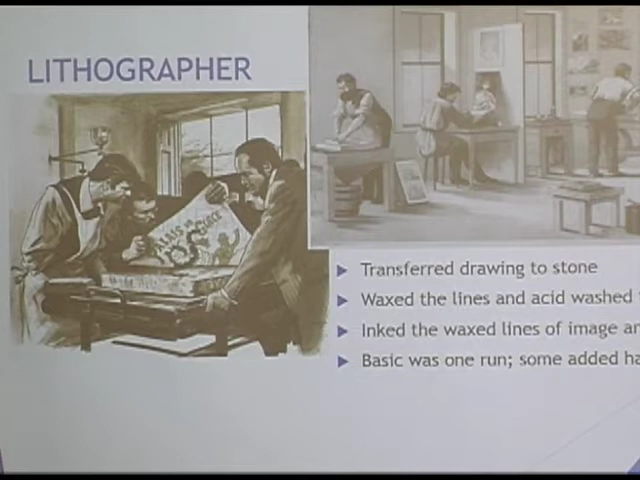 LITHOGRAPHER
Transferred drawing to stone
Waxed the lines and acid washed
Inked the waxed lines of image
Basic was one run; some added